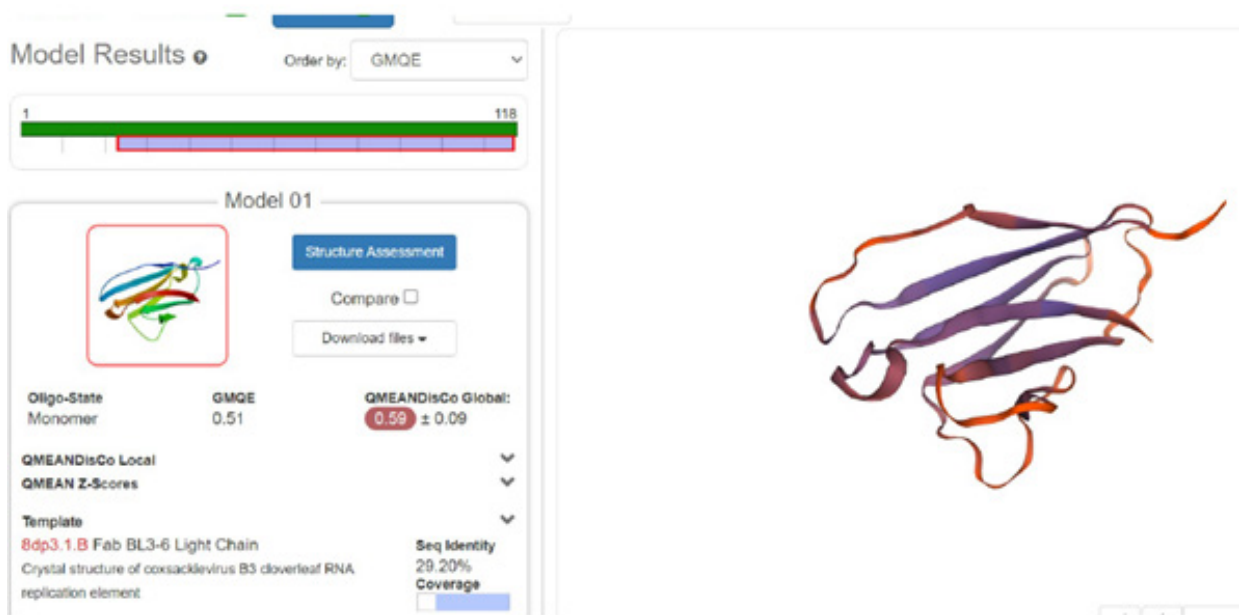 Model Results ?
Order by: GMQE
1 118
Model 01
Structure Assessment
Compare
Download files
Oligo-State GMQE QMEANDisCo Global:
Monomer 0.51 0.59 ± 0.09
QMEANDisCo Local
QMEAN Z-Scores
Template
8dp3.1.B Fab BL3-6 Light Chain
Seq Identity
29.20%
Crystal structure of coxsackievirus B3 cloverleaf RNA
replication element
Coverage